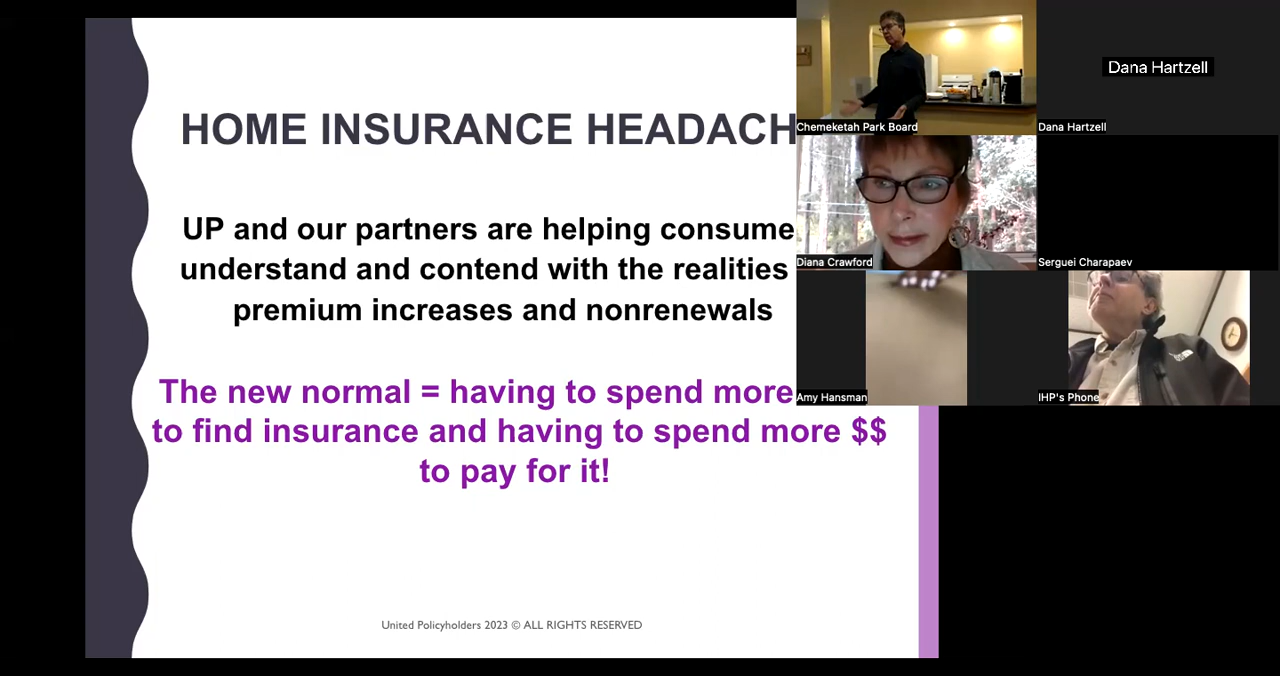 HOME INSURANCE HEADACH
UP and our partners are helping consume
understand and contend with the realities
premium increases and nonrenewals
The new normal = having to spend more
to find insurance and having to spend more $$
to pay for it!
United Policyholders 2023 © ALL RIGHTS RESERVED
Chemeketah Park Board
Dana Hartzell
Dana Hartzell
Diana Crawford
Serguei Charapaev
Amy Hansman
IHP's Phone